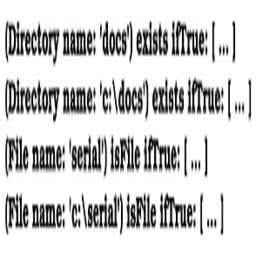 (Directory name: 'docs') exists ifTrue: [ ... ]
(Directory name: 'c:\docs') exists ifTrue: [ ... ]
(File name: 'serial') isFile ifTrue: [ ... ]
(File name: 'c:\serial') isFile ifTrue: [ ... ]